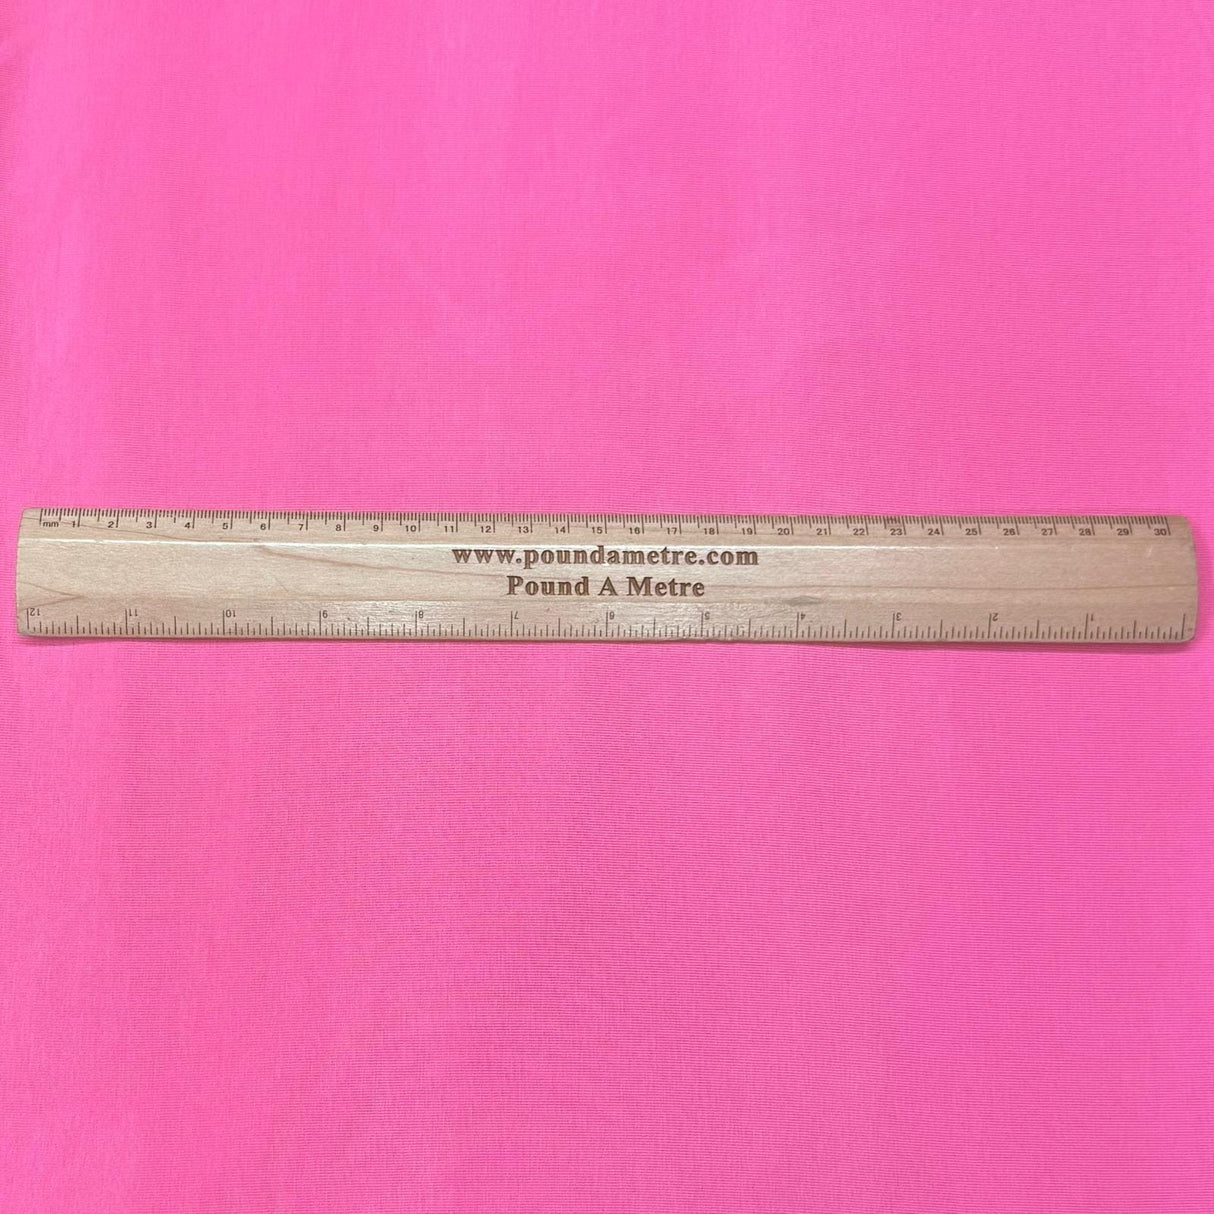 mm 1 2 3 4 5 6 7 8 9 10 11 12 13 14 15 16 17 18 19 20 21 22 23 24 25 26 27 28 29 30
www.poundametre.com
Pound A Metre
12 11 10 9 8 7 6 5 4 3 2 1